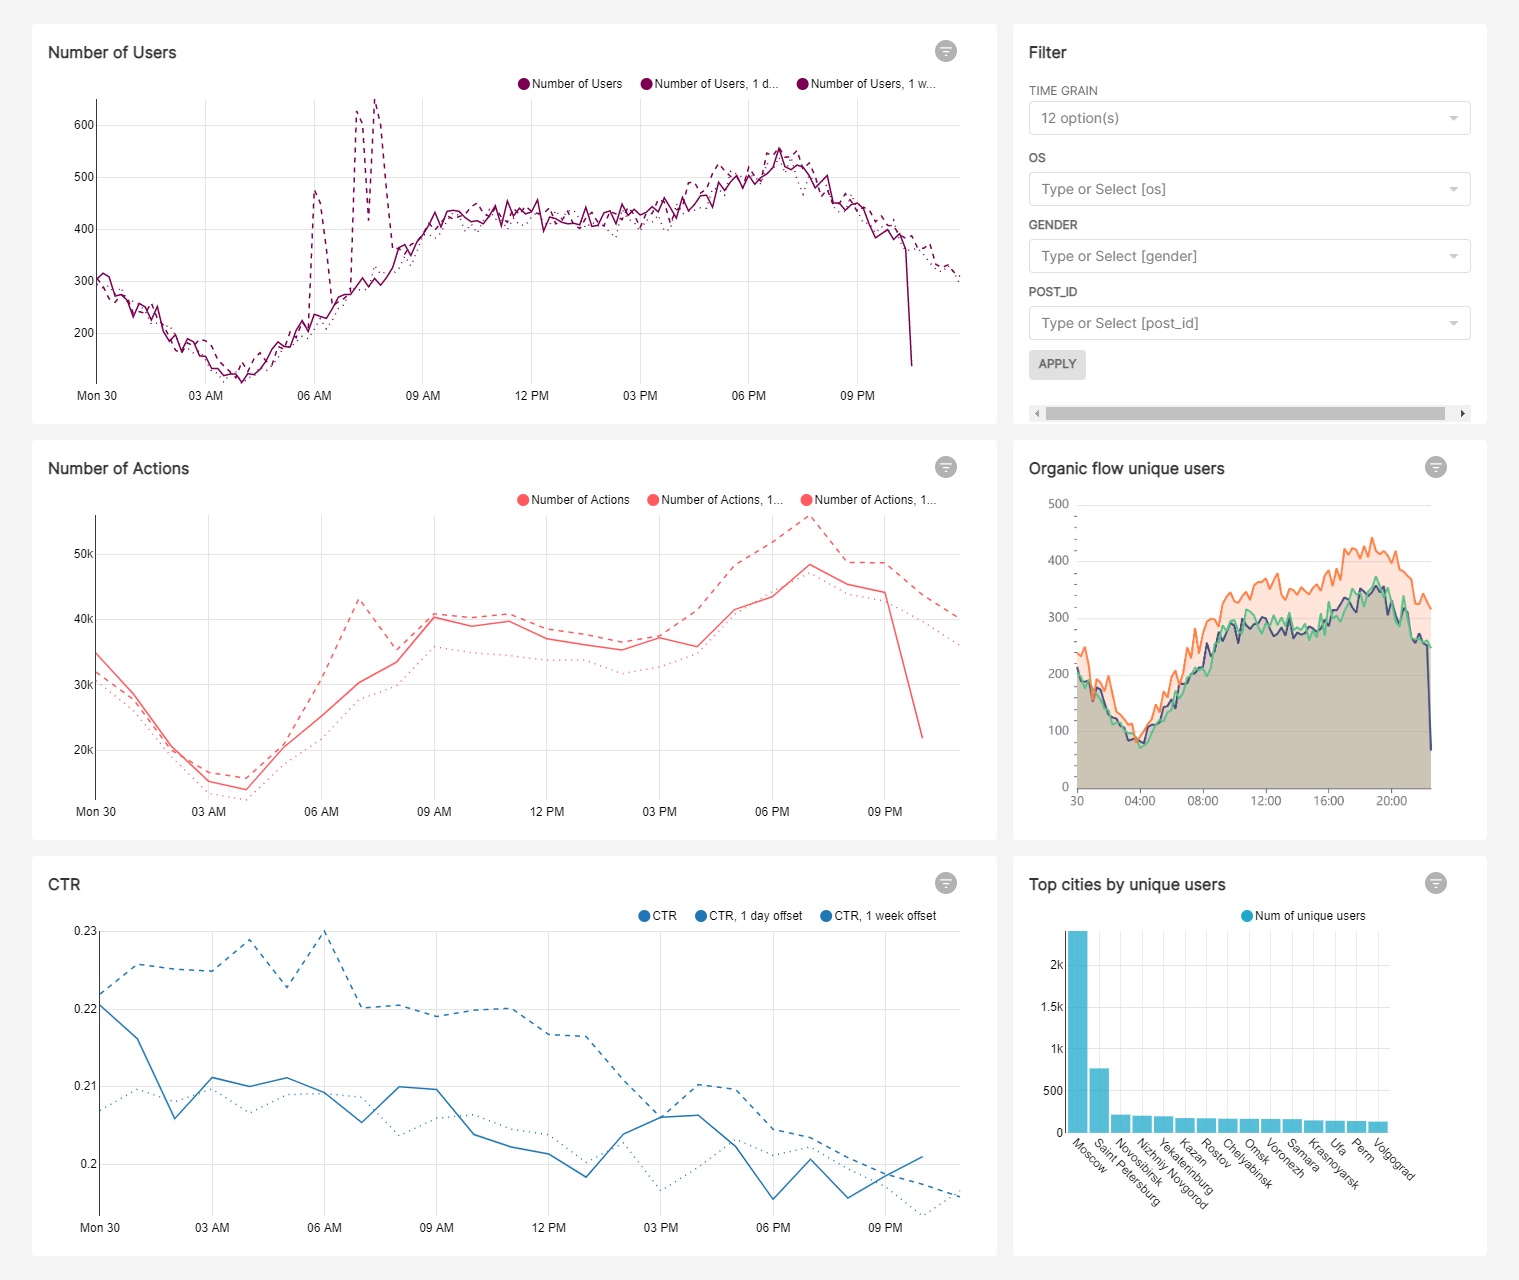 Number of Users
Number of Users Number of Users, 1 d... Number of Users, 1 w...
600
500
400
300
200
Mon 30 03 AM 06 AM 09 AM 12 PM 03 PM 06 PM 09 PM
Filter
TIME GRAIN
12 option(s)
OS
Type or Select [os]
GENDER
Type or Select [gender]
POST_ID
Type or Select [post_id]
APPLY
Number of Actions
Number of Actions Number of Actions, 1... Number of Actions, 1...
50k
40k
30k
20k
Mon 30 03 AM 06 AM 09 AM 12 PM 03 PM 06 PM 09 PM
Organic flow unique users
500
400
300
200
100
0
30 04:00 08:00 12:00 16:00 20:00
CTR
CTR CTR, 1 day offset CTR, 1 week offset
0.23
0.22
0.21
0.2
Mon 30 03 AM 06 AM 09 AM 12 PM 03 PM 06 PM 09 PM
Top cities by unique users
Num of unique users
2k
1.5k
1k
500
0
Moscow
Saint Petersburg
Novosibirsk
Nizhniy Novgorod
Yekaterinburg
Kazan
Rostov
Chelyabinsk
Omsk
Voronezh
Samara
Krasnoyarsk
Ufa
Perm
Volgograd